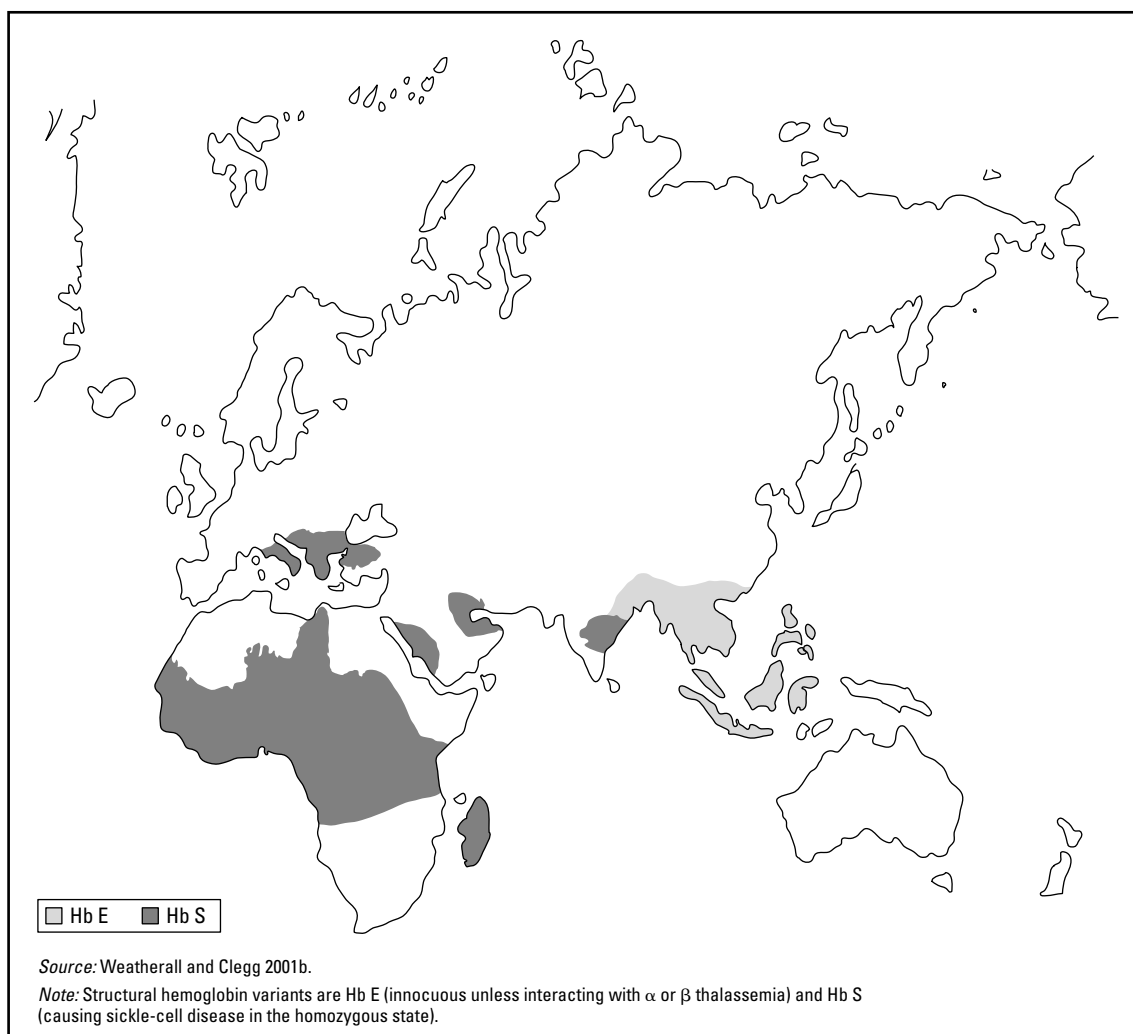 Hb E Hb S
Source: Weatherall and Clegg 2001b.
Note: Structural hemoglobin variants are Hb E (innocuous unless interacting with α or β thalassemia) and Hb S
(causing sickle-cell disease in the homozygous state).